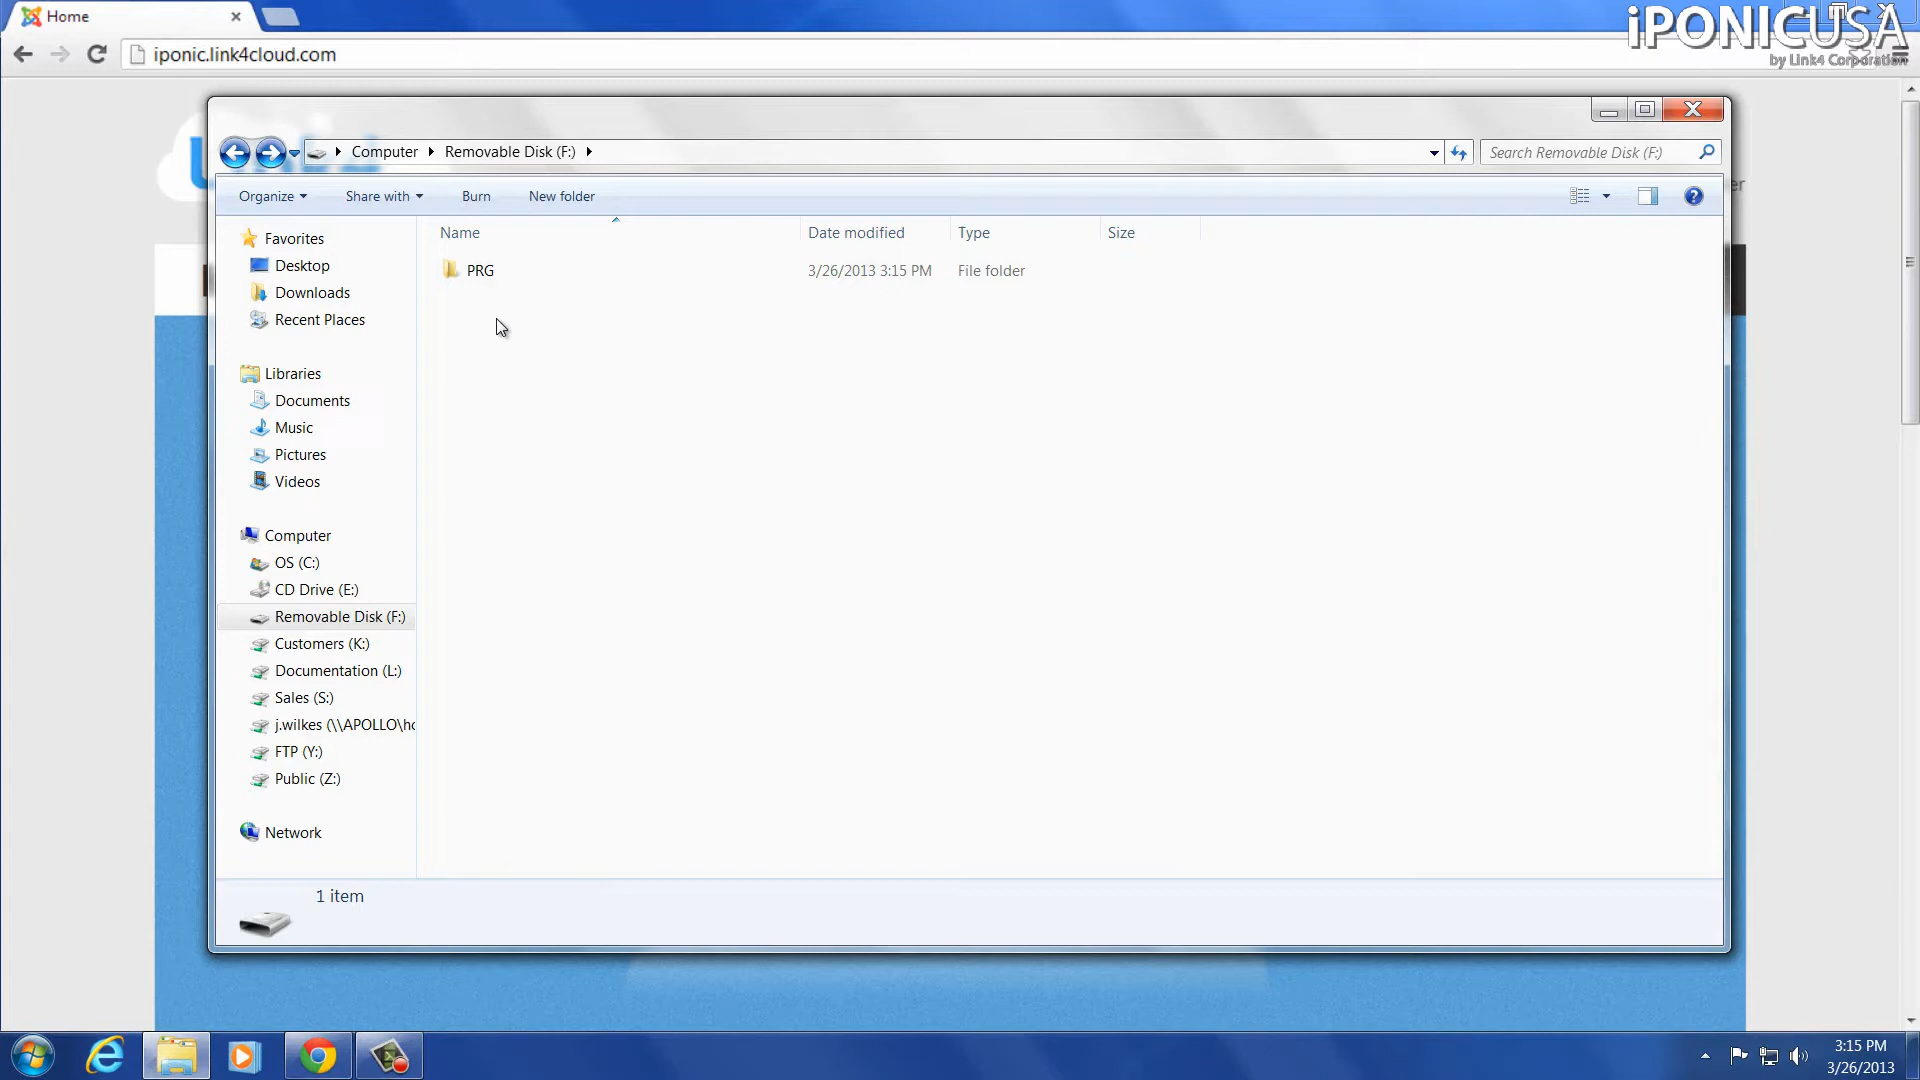 Home
iponic.link4cloud.com
iPONICUSA
by Link4 Corporation
Computer
Removable Disk (F:)
Search Removable Disk (F:)
Organize
Share with
Burn
New folder
Name
Date modified
Type
Size
PRG
3/26/2013 3:15 PM
File folder
Favorites
Desktop
Downloads
Recent Places
Libraries
Documents
Music
Pictures
Videos
Computer
OS (C:)
CD Drive (E:)
Removable Disk (F:)
Customers (K:)
Documentation (L:)
Sales (S:)
j.wilkes (\\APOLLO\hc
FTP (Y:)
Public (Z:)
Network
1 item
3:15 PM
3/26/2013